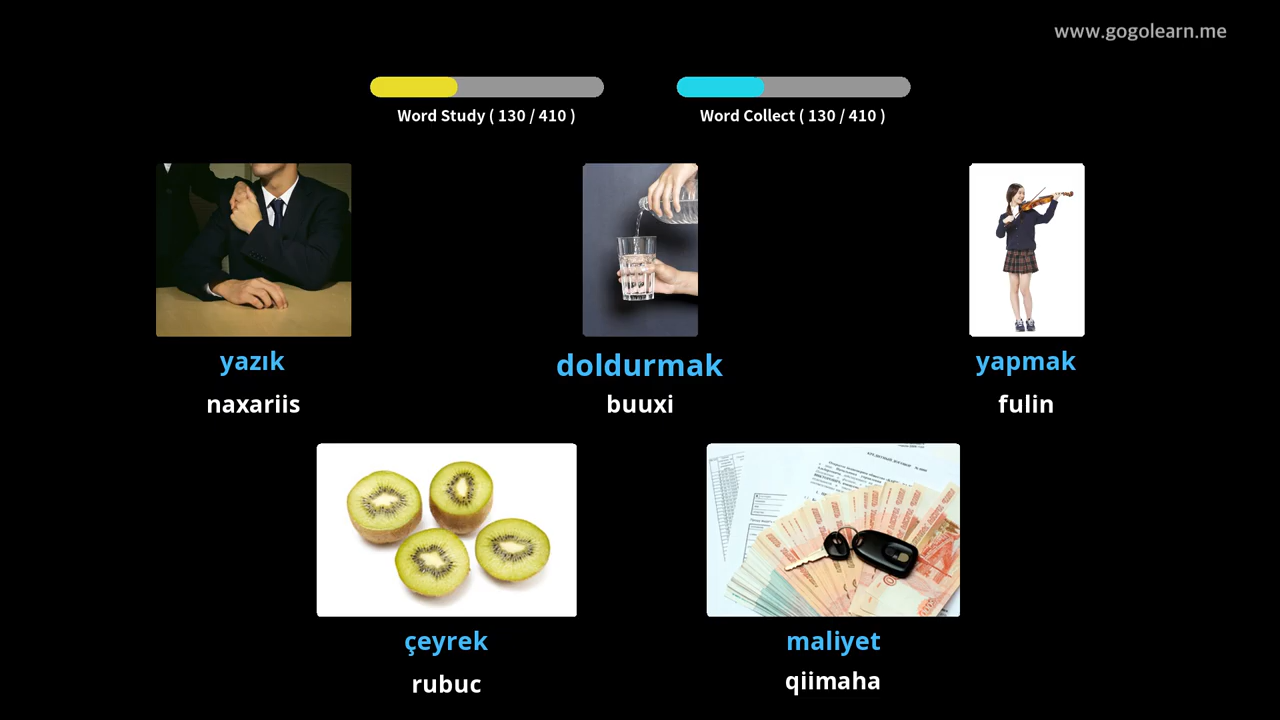 www.gogolearn.me
Word Study ( 130 / 410 )
Word Collect ( 130 / 410 )
yazık
naxariis
doldurmak
buuxi
yapmak
fulin
çeyrek
rubuc
maliyet
qiimaha